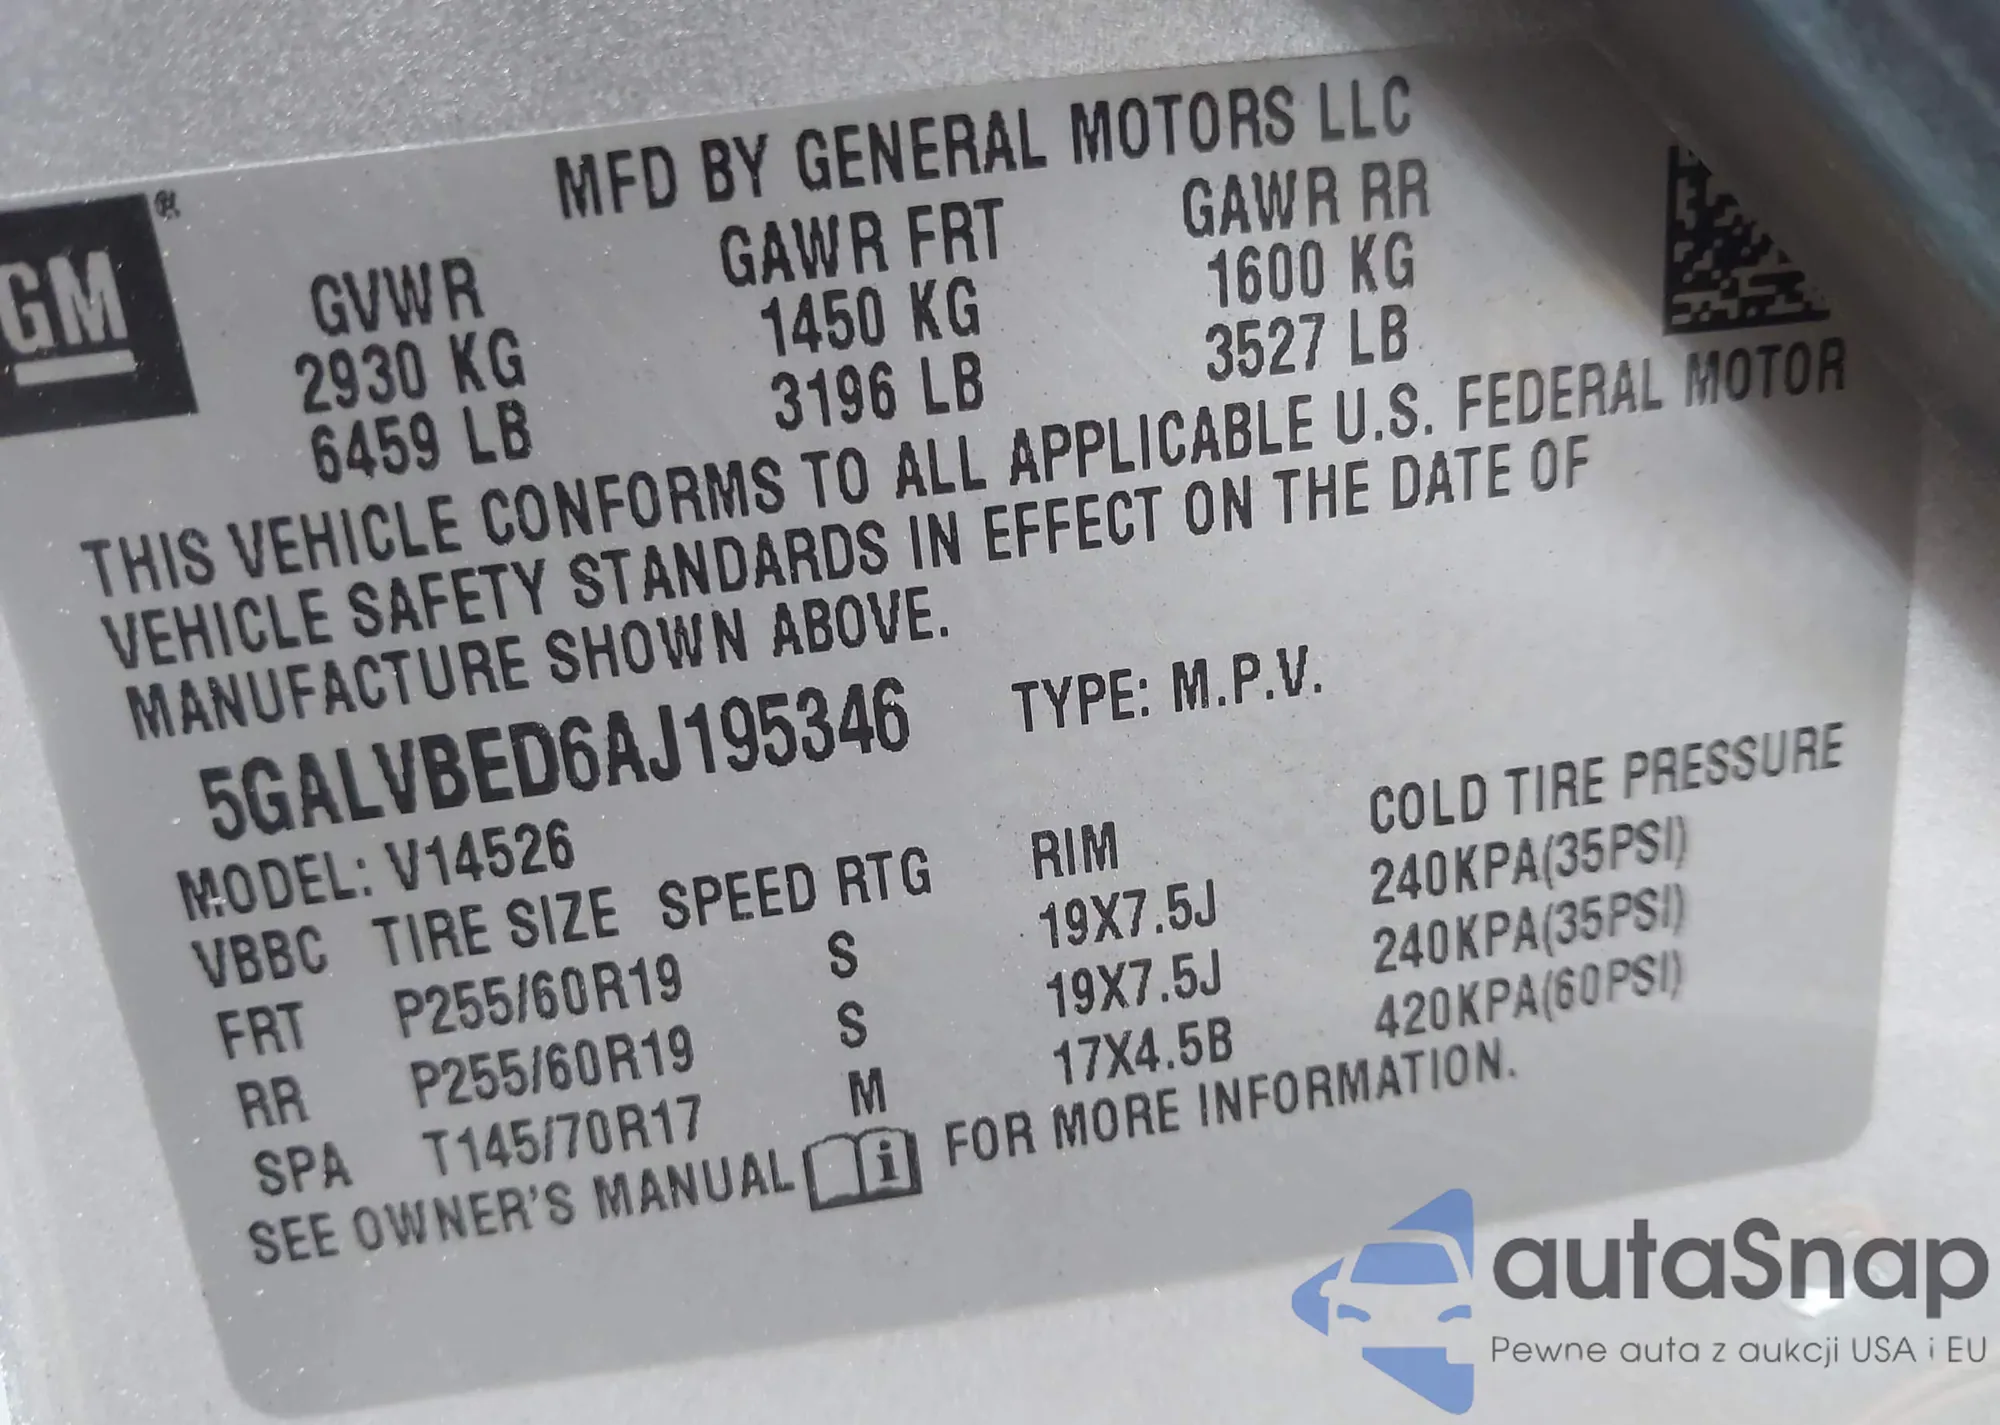 MFD BY GENERAL MOTORS LLC
GM®
GVWR GAWR FRT GAWR RR
2930 KG 1450 KG 1600 KG
6459 LB 3196 LB 3527 LB
THIS VEHICLE CONFORMS TO ALL APPLICABLE U.S. FEDERAL MOTOR
VEHICLE SAFETY STANDARDS IN EFFECT ON THE DATE OF
MANUFACTURE SHOWN ABOVE.
5GALVBED6AJ195346 TYPE: M.P.V.
MODEL: V14526
VBBC TIRE SIZE SPEED RTG RIM COLD TIRE PRESSURE
FRT P255/60R19 S 19X7.5J 240KPA(35PSI)
RR P255/60R19 S 19X7.5J 240KPA(35PSI)
SPA T145/70R17 M 17X4.5B 420KPA(60PSI)
SEE OWNER'S MANUAL i FOR MORE INFORMATION.
autaSnap
Pewne auta z aukcji USA i EU